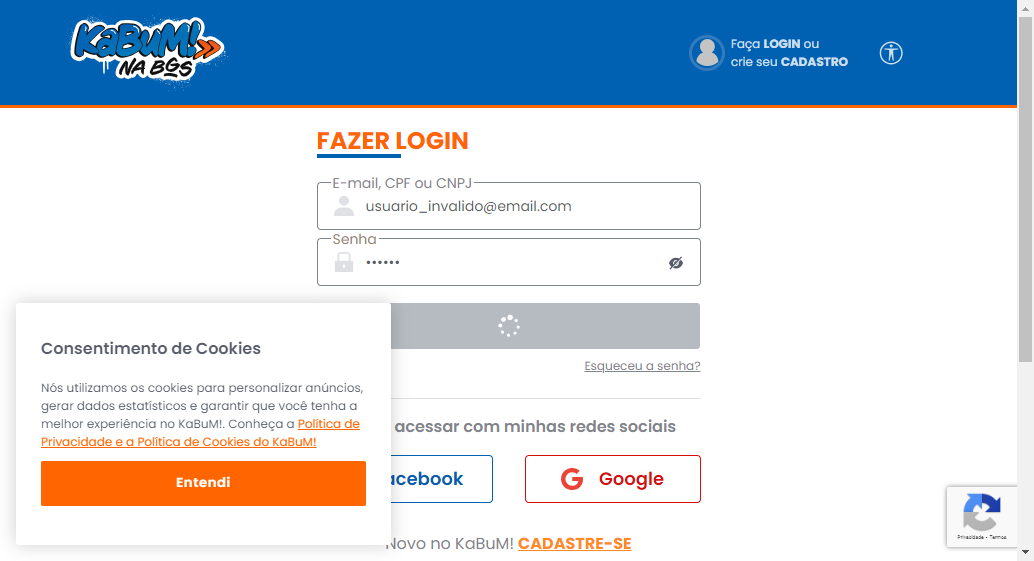 KaBuM!
NA BGS
Faça LOGIN ou
crie seu CADASTRO
FAZER LOGIN
E-mail, CPF ou CNPJ
usuario_invalido@email.com
Senha
••••••
Esqueceu a senha?
Consentimento de Cookies
Nós utilizamos os cookies para personalizar anúncios,
gerar dados estatísticos e garantir que você tenha a
melhor experiência no KaBuM!. Conheça a Política de
Privacidade e a Política de Cookies do KaBuM!
Entendi
acessar com minhas redes sociais
acebook
Google
Novo no KaBuM! CADASTRE-SE
Privacidade - Termos